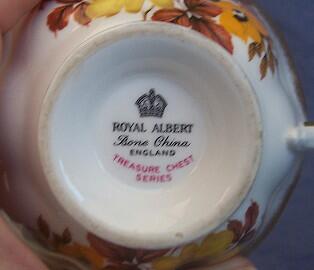 ROYAL ALBERT
Bone China
ENGLAND
TREASURE CHEST
SERIES